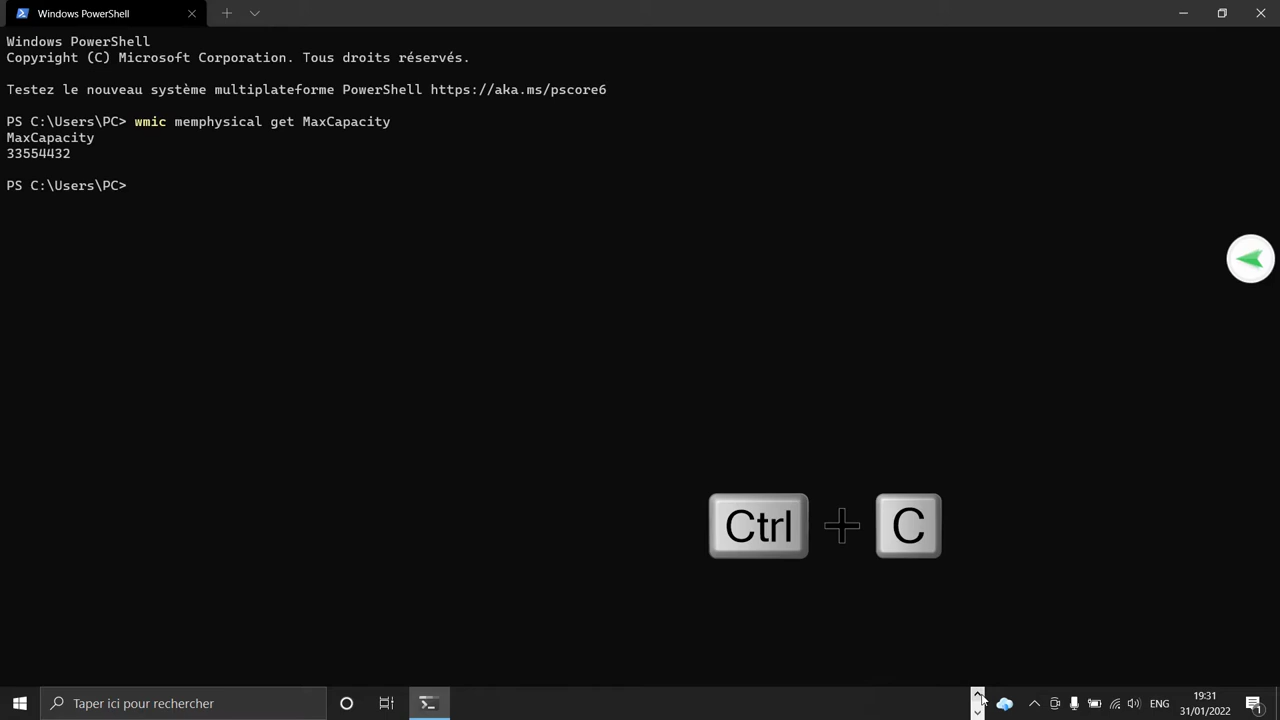 Windows PowerShell
Windows PowerShell
Copyright (C) Microsoft Corporation. Tous droits réservés.
Testez le nouveau système multiplateforme PowerShell https://aka.ms/pscore6
PS C:\Users\PC> wmic memphysical get MaxCapacity
MaxCapacity
33554432
PS C:\Users\PC>
Ctrl + C
Taper ici pour rechercher
ENG
19:31
31/01/2022
1